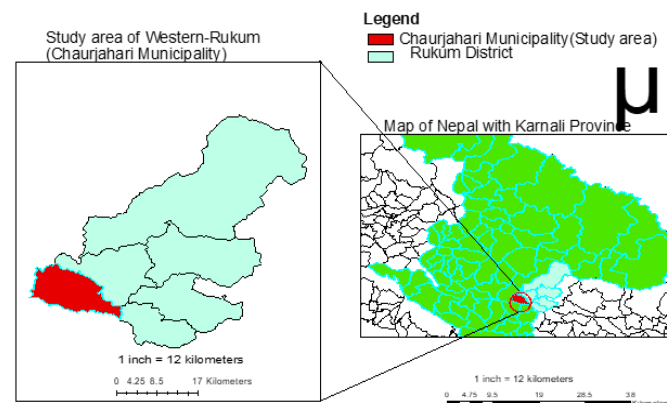 Legend
Chaurjahari Municipality(Study area)
Rukum District
Study area of Western-Rukum
(Chaurjahari Municipality)
µ
Map of Nepal with Karnali Province
1 inch = 12 kilometers
0 4.25 8.5 17 Kilometers
1 inch = 12 kilometers
0 4.75 9.5 19 28.5 38
Kilometers